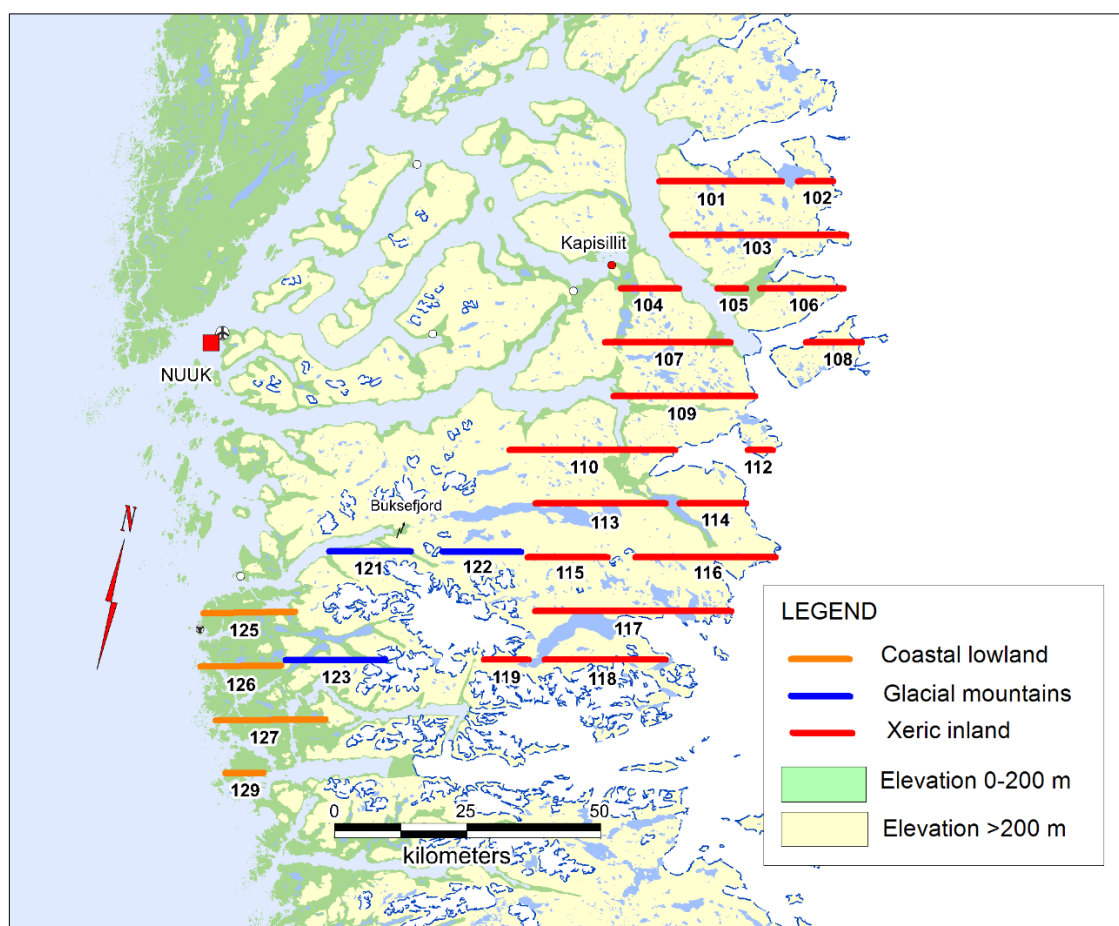 101
102
103
Kapisillit
104
105
106
107
108
NUUK
109
110
112
Buksefjord
113
114
N
121
122
115
116
125
117
126
123
119
118
127
129
LEGEND
Coastal lowland
Glacial mountains
Xeric inland
Elevation 0-200 m
Elevation >200 m
0 25 50
kilometers